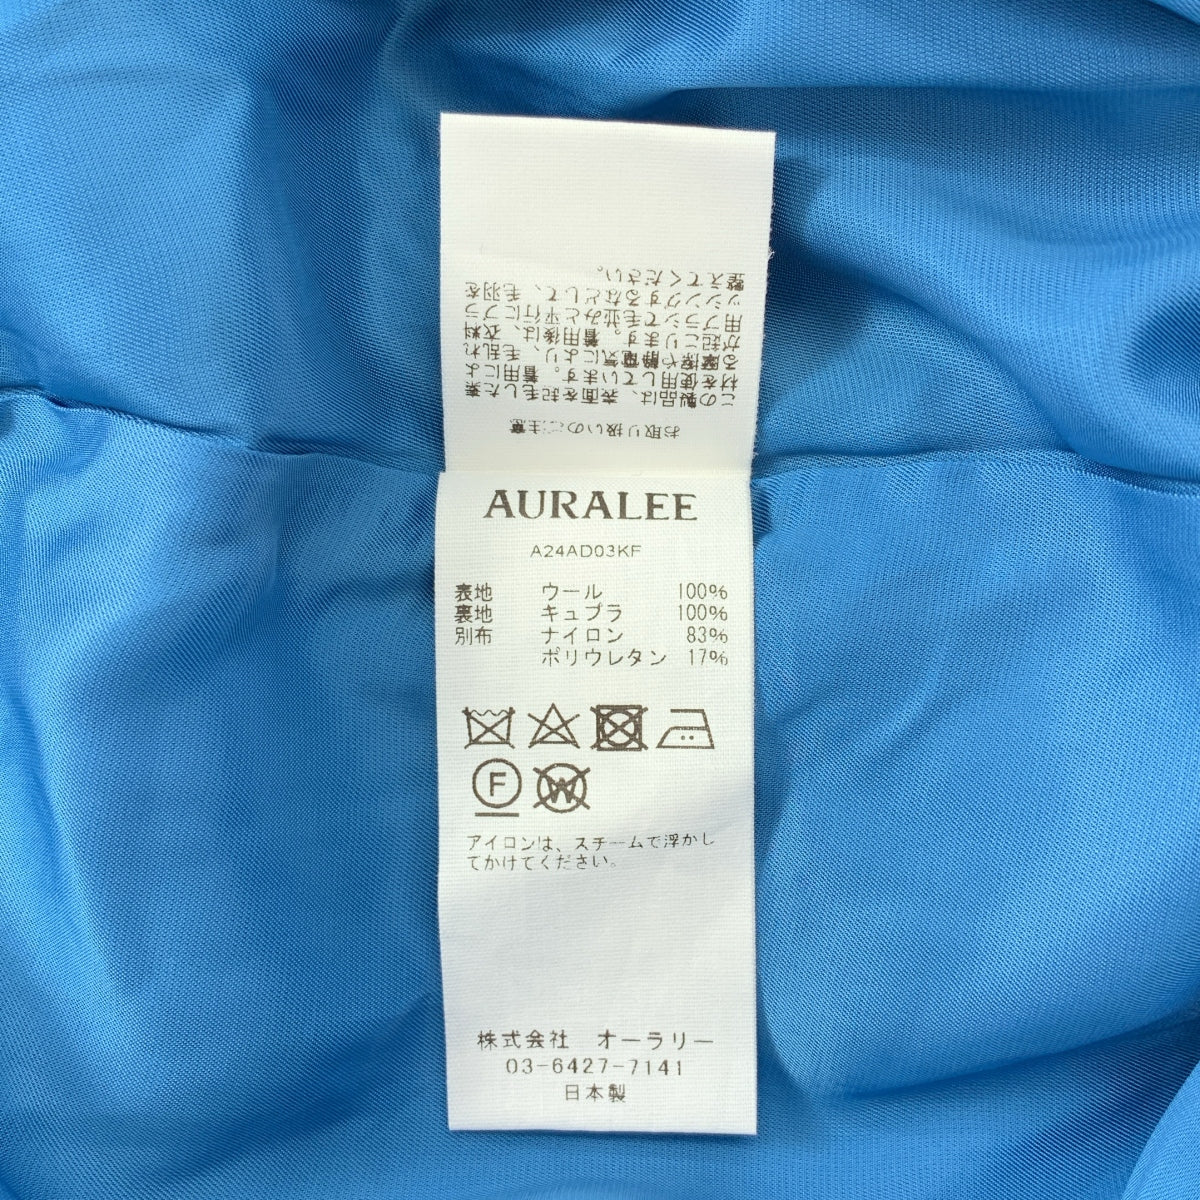 お取り扱いのご注意
この製品は、表面を起毛した素
材を使用しています。着用によ
る摩擦や静電気により、毛乱れ
が起こります。着用後は、衣料
用ブラシで毛並みと平行にブラ
ッシングするなどして、毛羽を
整えてください。
AURALEE
A24AD03KF
表地 ウール 100%
裏地 キュプラ 100%
別布 ナイロン 83%
ポリウレタン 17%
F W
アイロンは、スチームで浮かし
てかけてください。
株式会社 オーラリー
03-6427-7141
日本製